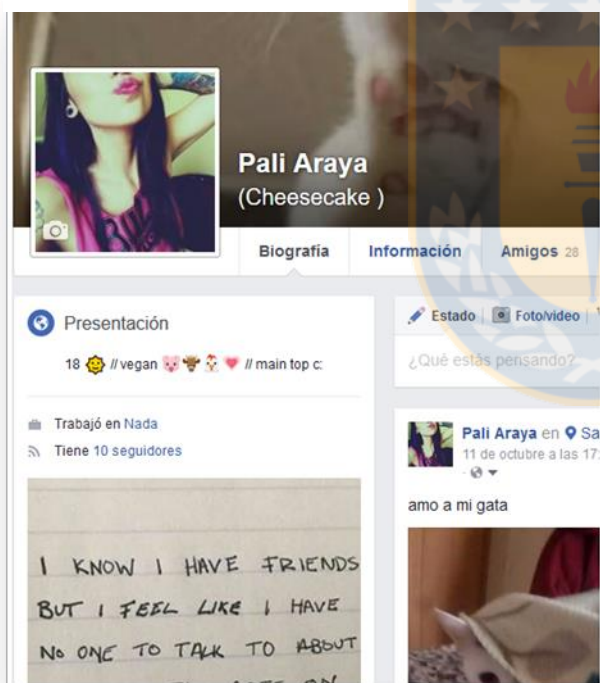 Pali Araya
(Cheesecake )
Biografía Información Amigos 28
Presentación
18 🌞 // vegan 🐷🐮🐔💗 // main top c:
Trabajó en Nada
Tiene 10 seguidores
I KNOW I HAVE FRIENDS
BUT I FEEL LIKE I HAVE
NO ONE TO TALK TO ABOUT
Estado Foto/video
¿Qué estás pensando?
Pali Araya en Sa
11 de octubre a las 17:
amo a mi gata